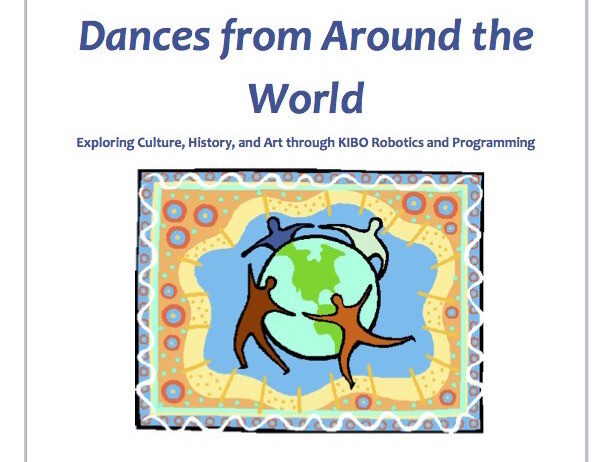 Dances from Around the
World
Exploring Culture, History, and Art through KIBO Robotics and Programming